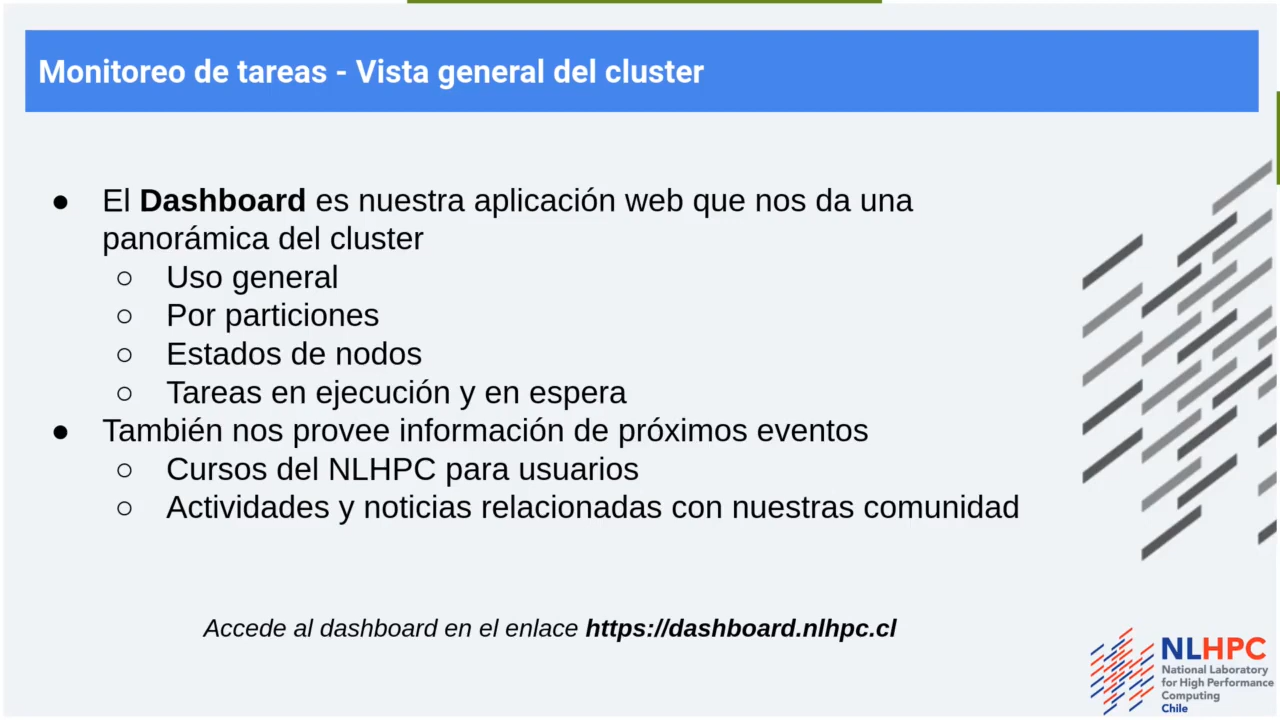 Monitoreo de tareas - Vista general del cluster
● El Dashboard es nuestra aplicación web que nos da una
panorámica del cluster
○ Uso general
○ Por particiones
○ Estados de nodos
○ Tareas en ejecución y en espera
● También nos provee información de próximos eventos
○ Cursos del NLHPC para usuarios
○ Actividades y noticias relacionadas con nuestras comunidad
Accede al dashboard en el enlace https://dashboard.nlhpc.cl
NLHPC
National Laboratory
for High Performance
Computing
Chile